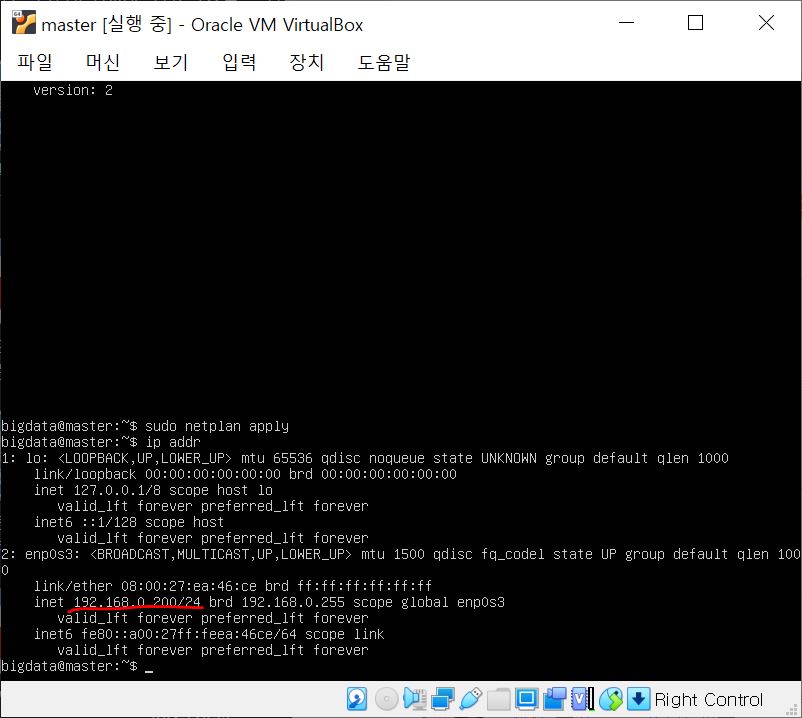 master [실행 중] - Oracle VM VirtualBox
파일 머신 보기 입력 장치 도움말
version: 2
bigdata@master:~$ sudo netplan apply
bigdata@master:~$ ip addr
1: lo: <LOOPBACK,UP,LOWER_UP> mtu 65536 qdisc noqueue state UNKNOWN group default qlen 1000
link/loopback 00:00:00:00:00:00 brd 00:00:00:00:00:00
inet 127.0.0.1/8 scope host lo
valid_lft forever preferred_lft forever
inet6 ::1/128 scope host
valid_lft forever preferred_lft forever
2: enp0s3: <BROADCAST,MULTICAST,UP,LOWER_UP> mtu 1500 qdisc fq_codel state UP group default qlen 100
0
link/ether 08:00:27:ea:46:ce brd ff:ff:ff:ff:ff:ff
inet 192.168.0.200/24 brd 192.168.0.255 scope global enp0s3
valid_lft forever preferred_lft forever
inet6 fe80::a00:27ff:feea:46ce/64 scope link
valid_lft forever preferred_lft forever
bigdata@master:~$ _
Right Control